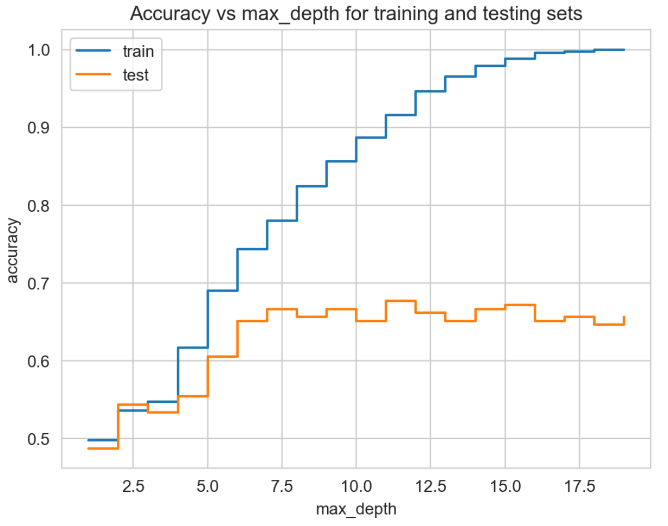 Accuracy vs max_depth for training and testing sets
train
test
1.0
0.9
0.8
0.7
0.6
0.5
accuracy
2.5 5.0 7.5 10.0 12.5 15.0 17.5
max_depth